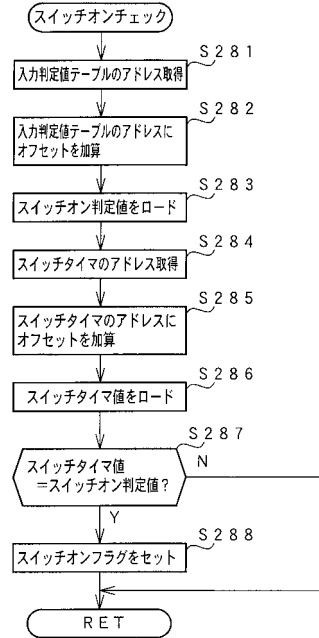 スイッチオンチェック
S281
入力判定値テーブルのアドレス取得
S282
入力判定値テーブルのアドレスに
オフセットを加算
S283
スイッチオン判定値をロード
S284
スイッチタイマのアドレス取得
S285
スイッチタイマのアドレスに
オフセットを加算
S286
スイッチタイマ値をロード
S287
スイッチタイマ値
=スイッチオン判定値?
N
Y
S288
スイッチオンフラグをセット
RET